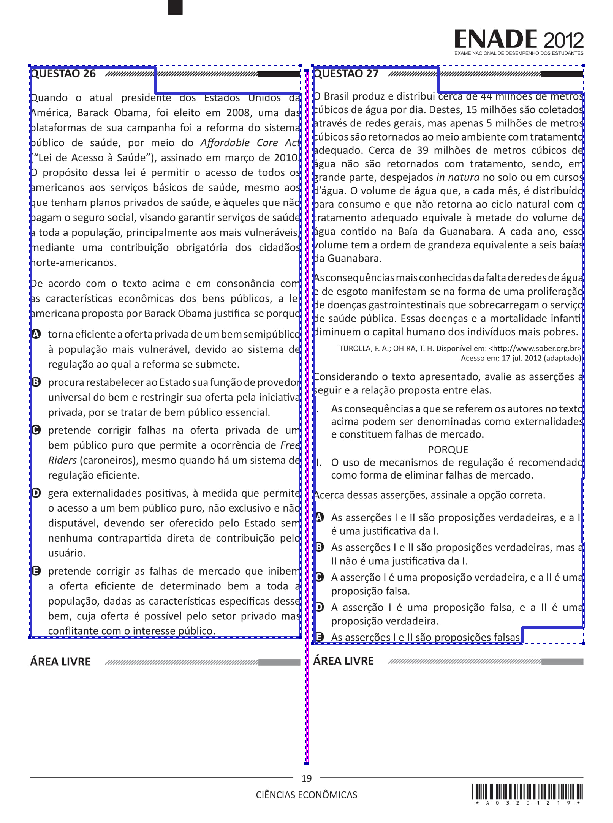 ENADE 2012
EXAME NACIONAL DE DESEMPENHO DOS ESTUDANTES
QUESTÃO 26
Quando o atual presidente dos Estados Unidos da
América, Barack Obama, foi eleito em 2008, uma das
plataformas de sua campanha foi a reforma do sistema
público de saúde, por meio do Affordable Care Act
(“Lei de Acesso à Saúde”), assinado em março de 2010.
O propósito dessa lei é permitir o acesso de todos os
americanos aos serviços básicos de saúde, mesmo aos
que tenham planos privados de saúde, e àqueles que não
pagam o seguro social, visando garantir serviços de saúde
a toda a população, principalmente aos mais vulneráveis,
mediante uma contribuição obrigatória dos cidadãos
norte-americanos.
De acordo com o texto acima e em consonância com
as características econômicas dos bens públicos, a lei
americana proposta por Barack Obama justifica-se porque
A torna eficiente a oferta privada de um bem semipúblico
à população mais vulnerável, devido ao sistema de
regulação ao qual a reforma se submete.
B procura restabelecer ao Estado sua função de provedor
universal do bem e restringir sua oferta pela iniciativa
privada, por se tratar de bem público essencial.
C pretende corrigir falhas na oferta privada de um
bem público puro que permite a ocorrência de Free
Riders (caroneiros), mesmo quando há um sistema de
regulação eficiente.
D gera externalidades positivas, à medida que permite
o acesso a um bem público puro, não exclusivo e não
disputável, devendo ser oferecido pelo Estado sem
nenhuma contrapartida direta de contribuição pelo
usuário.
E pretende corrigir as falhas de mercado que inibem
a oferta eficiente de determinado bem a toda a
população, dadas as características específicas desse
bem, cuja oferta é possível pelo setor privado mas
conflitante com o interesse público.
ÁREA LIVRE
QUESTÃO 27
O Brasil produz e distribui cerca de 44 milhões de metros
cúbicos de água por dia. Destes, 15 milhões são coletados
através de redes gerais, mas apenas 5 milhões de metros
cúbicos são retornados ao meio ambiente com tratamento
adequado. Cerca de 39 milhões de metros cúbicos de
água não são retornados com tratamento, sendo, em
grande parte, despejados in natura no solo ou em cursos
d’água. O volume de água que, a cada mês, é distribuído
para consumo e que não retorna ao ciclo natural com o
tratamento adequado equivale à metade do volume de
água contido na Baía da Guanabara. A cada ano, esse
volume tem a ordem de grandeza equivalente a seis baías
da Guanabara.
As consequências mais conhecidas da falta de redes de água
e de esgoto manifestam-se na forma de uma proliferação
de doenças gastrointestinais que sobrecarregam o serviço
de saúde pública. Essas doenças e a mortalidade infantil
diminuem o capital humano dos indivíduos mais pobres.
TUROLLA, F. A.; OHIRA, T. H. Disponível em: <http://www.sober.org.br>
Acesso em: 17 jul. 2012 (adaptado)
Considerando o texto apresentado, avalie as asserções a
seguir e a relação proposta entre elas.
I. As consequências a que se referem os autores no texto
acima podem ser denominadas como externalidades
e constituem falhas de mercado.
PORQUE
II. O uso de mecanismos de regulação é recomendado
como forma de eliminar falhas de mercado.
Acerca dessas asserções, assinale a opção correta.
A As asserções I e II são proposições verdadeiras, e a II
é uma justificativa da I.
B As asserções I e II são proposições verdadeiras, mas a
II não é uma justificativa da I.
C A asserção I é uma proposição verdadeira, e a II é uma
proposição falsa.
D A asserção I é uma proposição falsa, e a II é uma
proposição verdadeira.
E As asserções I e II são proposições falsas.
ÁREA LIVRE
19
CIÊNCIAS ECONÔMICAS
*A063201219*